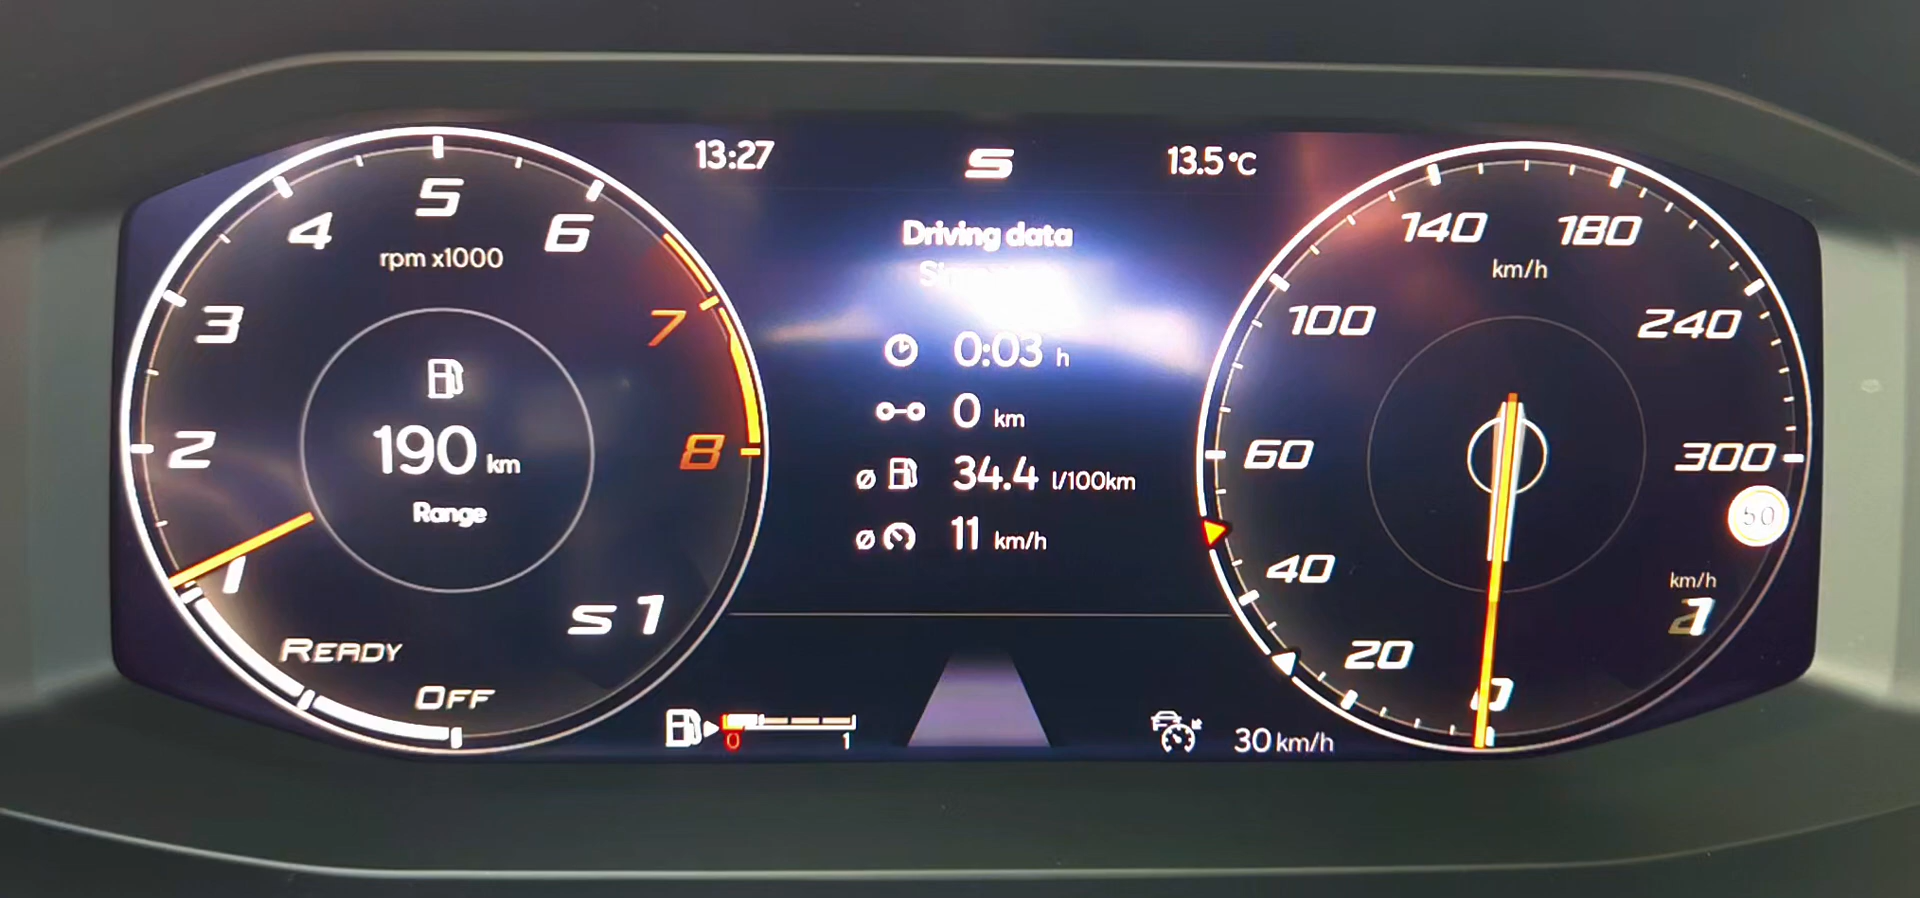 13:27
S
13.5°C
Driving data
0:03 h
0 km
ø 34.4 l/100km
ø 11 km/h
5
4
6
rpm x1000
3
7
2
8
190 km
Range
1
READY
OFF
S 1
0
1
30 km/h
140
180
km/h
100
240
60
300
50
40
km/h
20
0